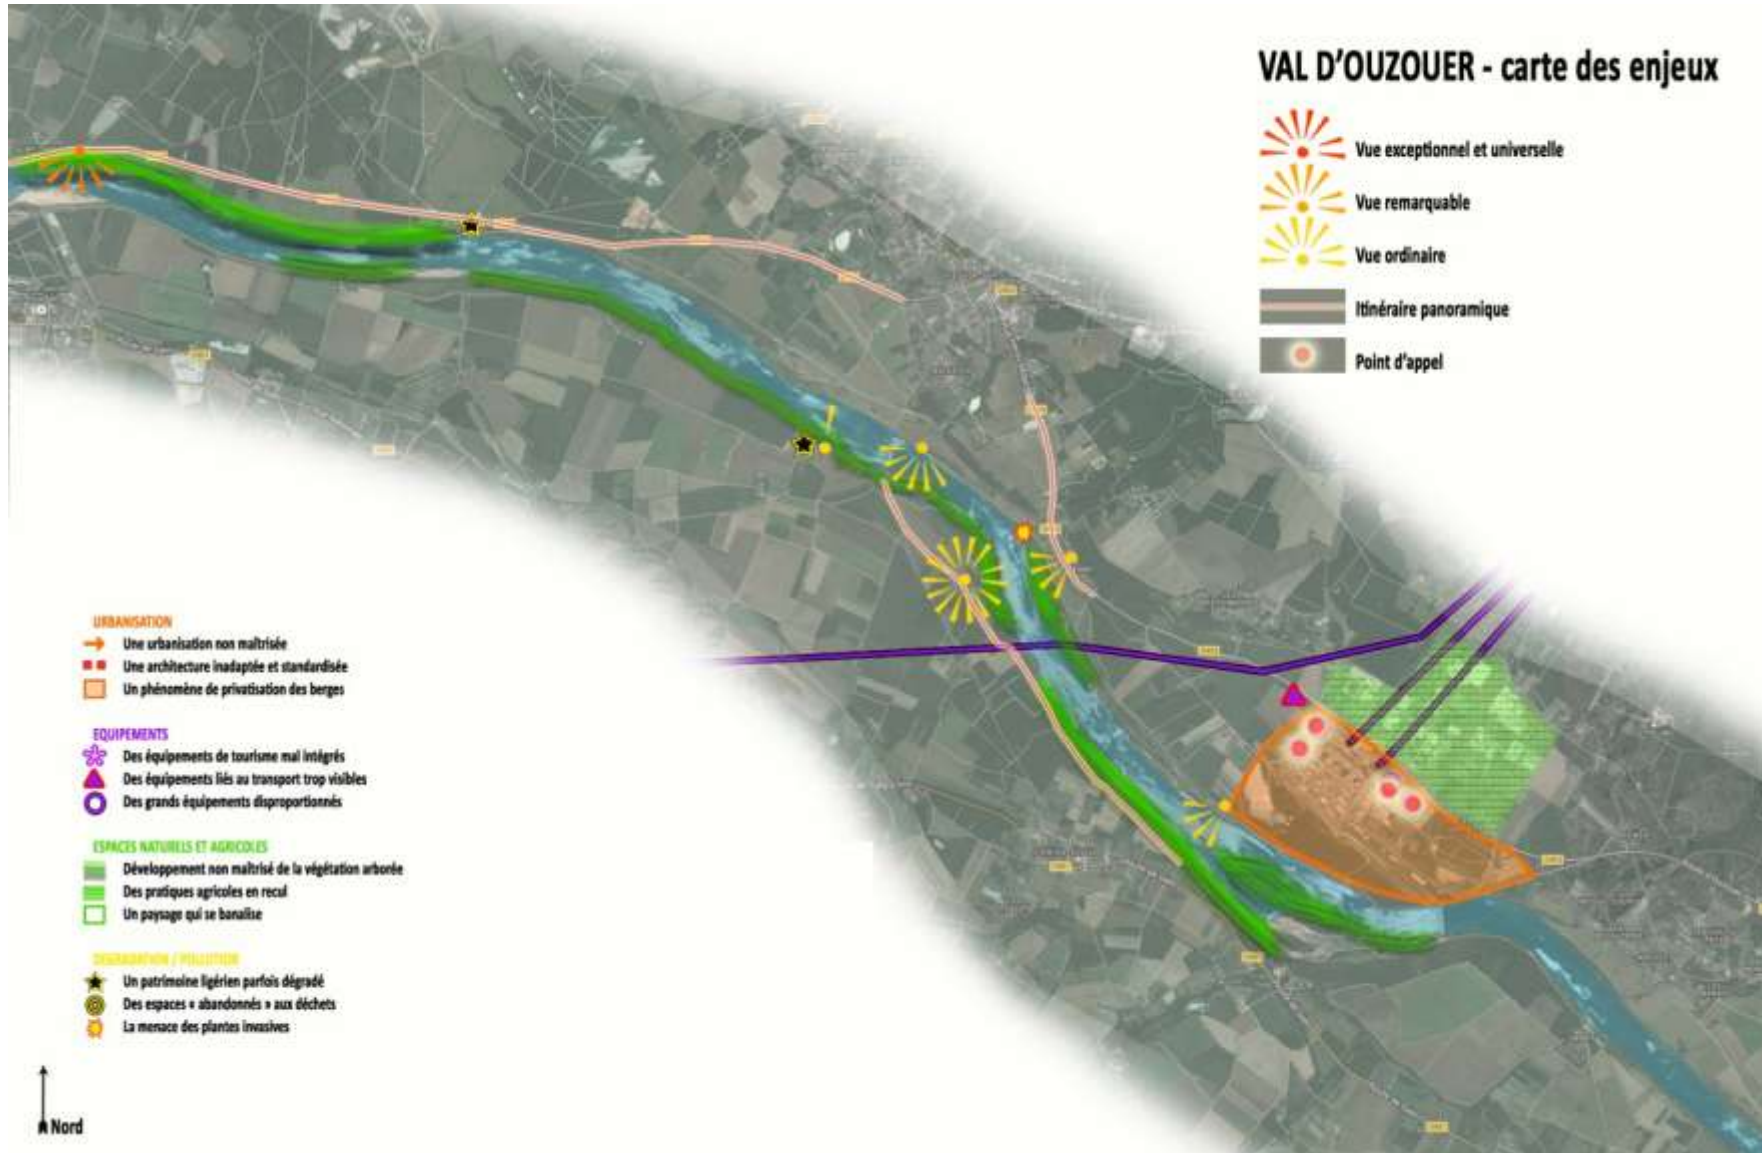 VAL D'OUZOUER - carte des enjeux
Vue exceptionnel et universelle
Vue remarquable
Vue ordinaire
Itinéraire panoramique
Point d'appel
URBANISATION
Une urbanisation non maîtrisée
Une architecture inadaptée et standardisée
Un phénomène de privatisation des berges
EQUIPEMENTS
Des équipements de tourisme mal intégrés
Des équipements liés au transport trop visibles
Des grands équipements disproportionnés
ESPACES NATURELS ET AGRICOLES
Développement non maîtrisé de la végétation arborée
Des pratiques agricoles en recul
Un paysage qui se banalise
DEGRADATION / POLLUTION
Un patrimoine ligérien parfois dégradé
Des espaces « abandonnés » aux déchets
La menace des plantes invasives
Nord